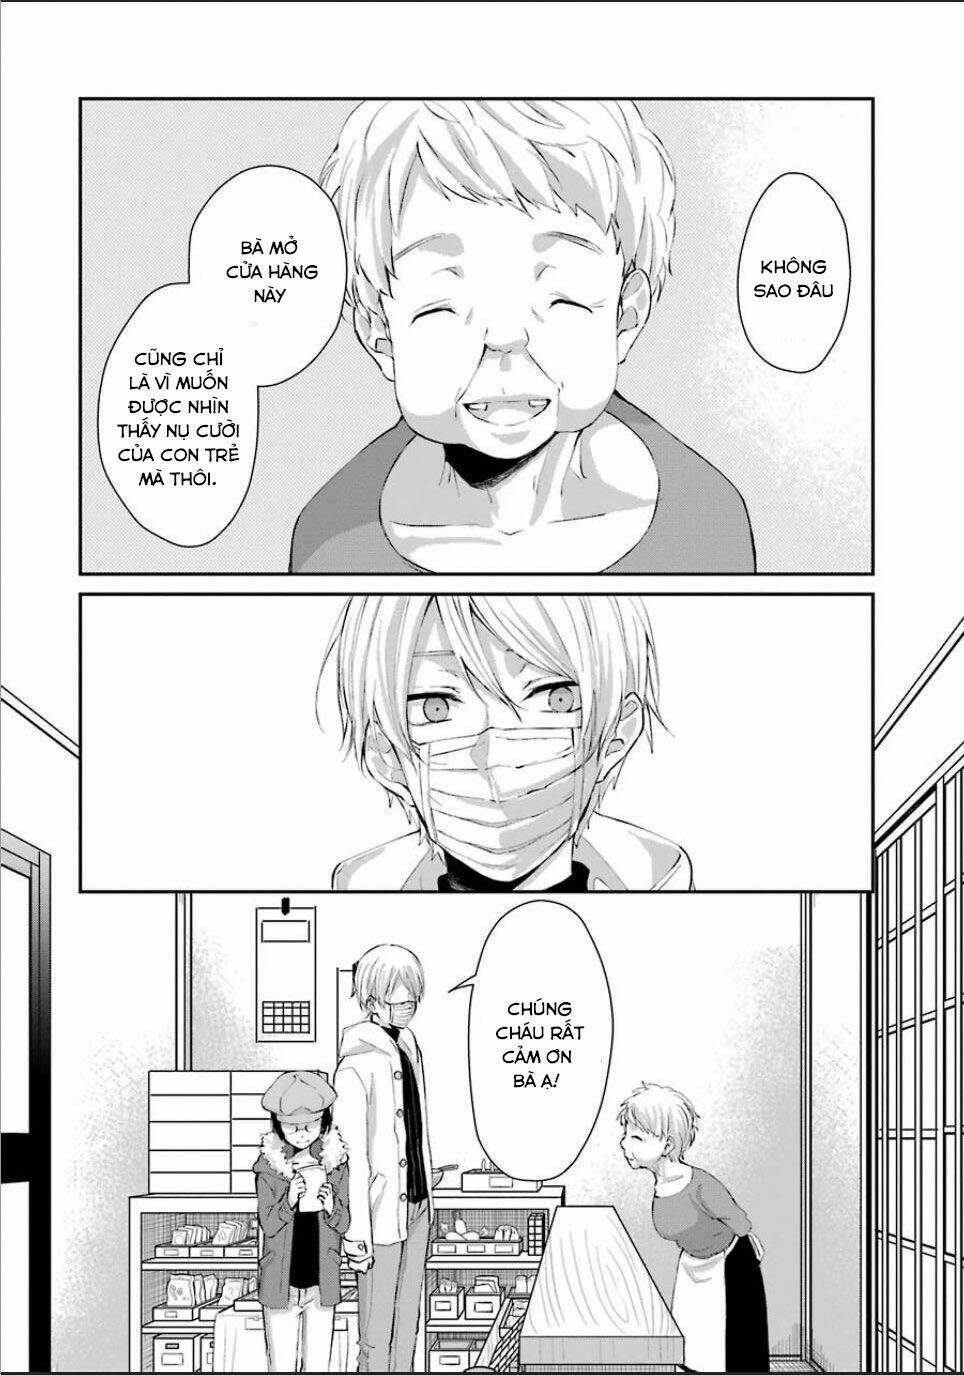 KHÔNG
SAO ĐÂU
BÀ MỞ
CỬA HÀNG
NÀY
CŨNG CHỈ
LÀ VÌ MUỐN
ĐƯỢC NHÌN
THẤY NỤ CƯỜI
CỦA CON TRẺ
MÀ THÔI.
CHÚNG
CHÁU RẤT
CẢM ƠN
BÀ Ạ!